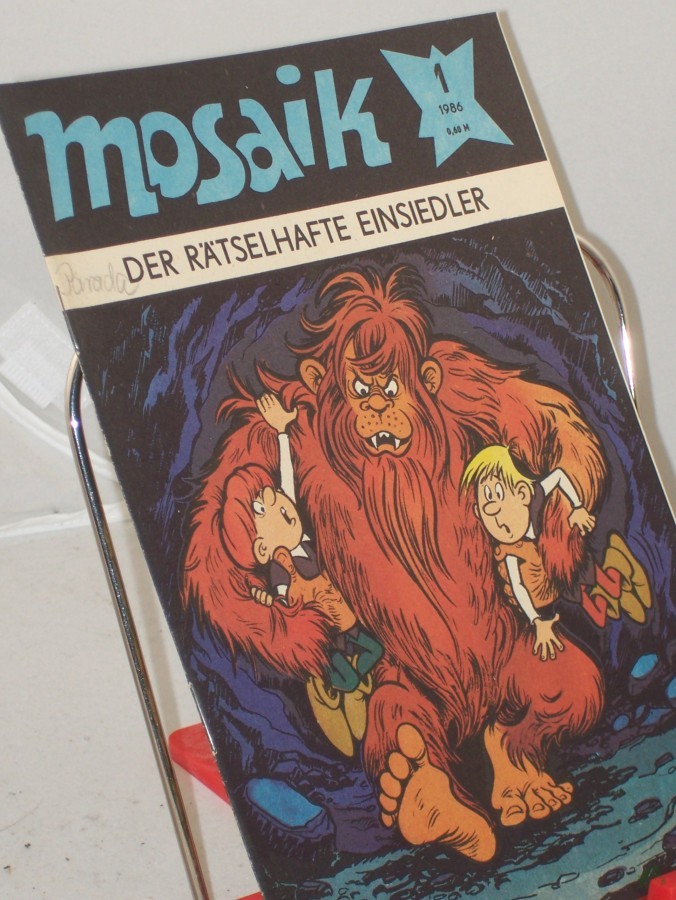 mosaik
1
1986
0,60 M
DER RÄTSELHAFTE EINSIEDLER